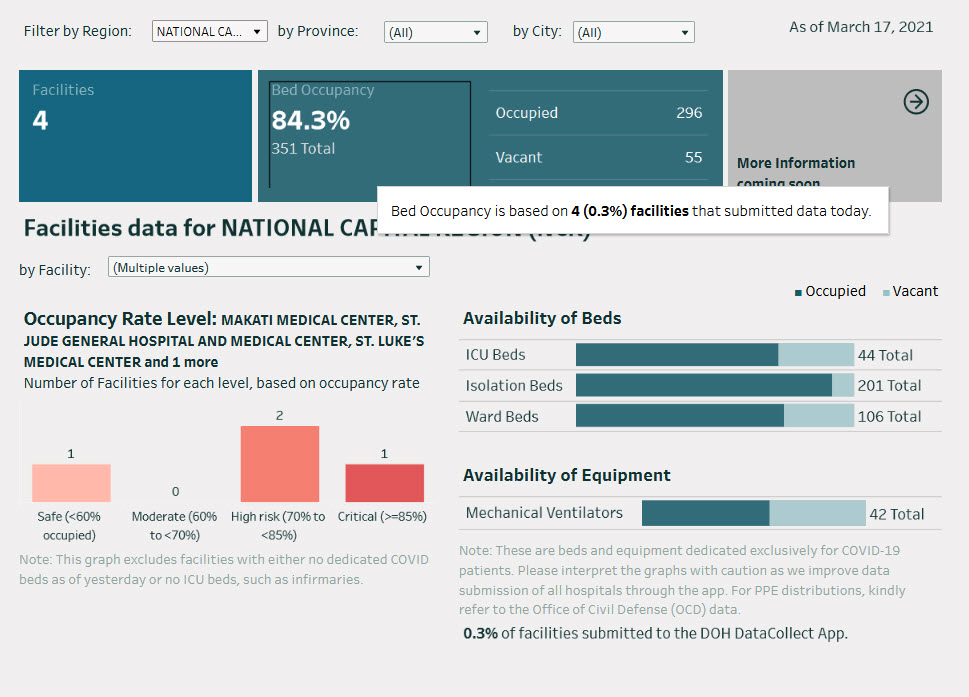 Filter by Region: NATIONAL CA... by Province: (All) by City: (All) As of March 17, 2021
Facilities
4
Bed Occupancy
84.3%
351 Total
Occupied 296
Vacant 55
More Information
coming soon
Bed Occupancy is based on 4 (0.3%) facilities that submitted data today.
Facilities data for NATIONAL CAPITAL REGION (NCR)
by Facility: (Multiple values)
Occupied Vacant
Occupancy Rate Level: MAKATI MEDICAL CENTER, ST.
JUDE GENERAL HOSPITAL AND MEDICAL CENTER, ST. LUKE'S
MEDICAL CENTER and 1 more
Number of Facilities for each level, based on occupancy rate
1
0
2
1
Safe (<60%
occupied)
Moderate (60%
to <70%)
High risk (70% to
<85%)
Critical (>=85%)
Note: This graph excludes facilities with either no dedicated COVID
beds as of yesterday or no ICU beds, such as infirmaries.
Availability of Beds
ICU Beds 44 Total
Isolation Beds 201 Total
Ward Beds 106 Total
Availability of Equipment
Mechanical Ventilators 42 Total
Note: These are beds and equipment dedicated exclusively for COVID-19
patients. Please interpret the graphs with caution as we improve data
submission of all hospitals through the app. For PPE distributions, kindly
refer to the Office of Civil Defense (OCD) data.
0.3% of facilities submitted to the DOH DataCollect App.